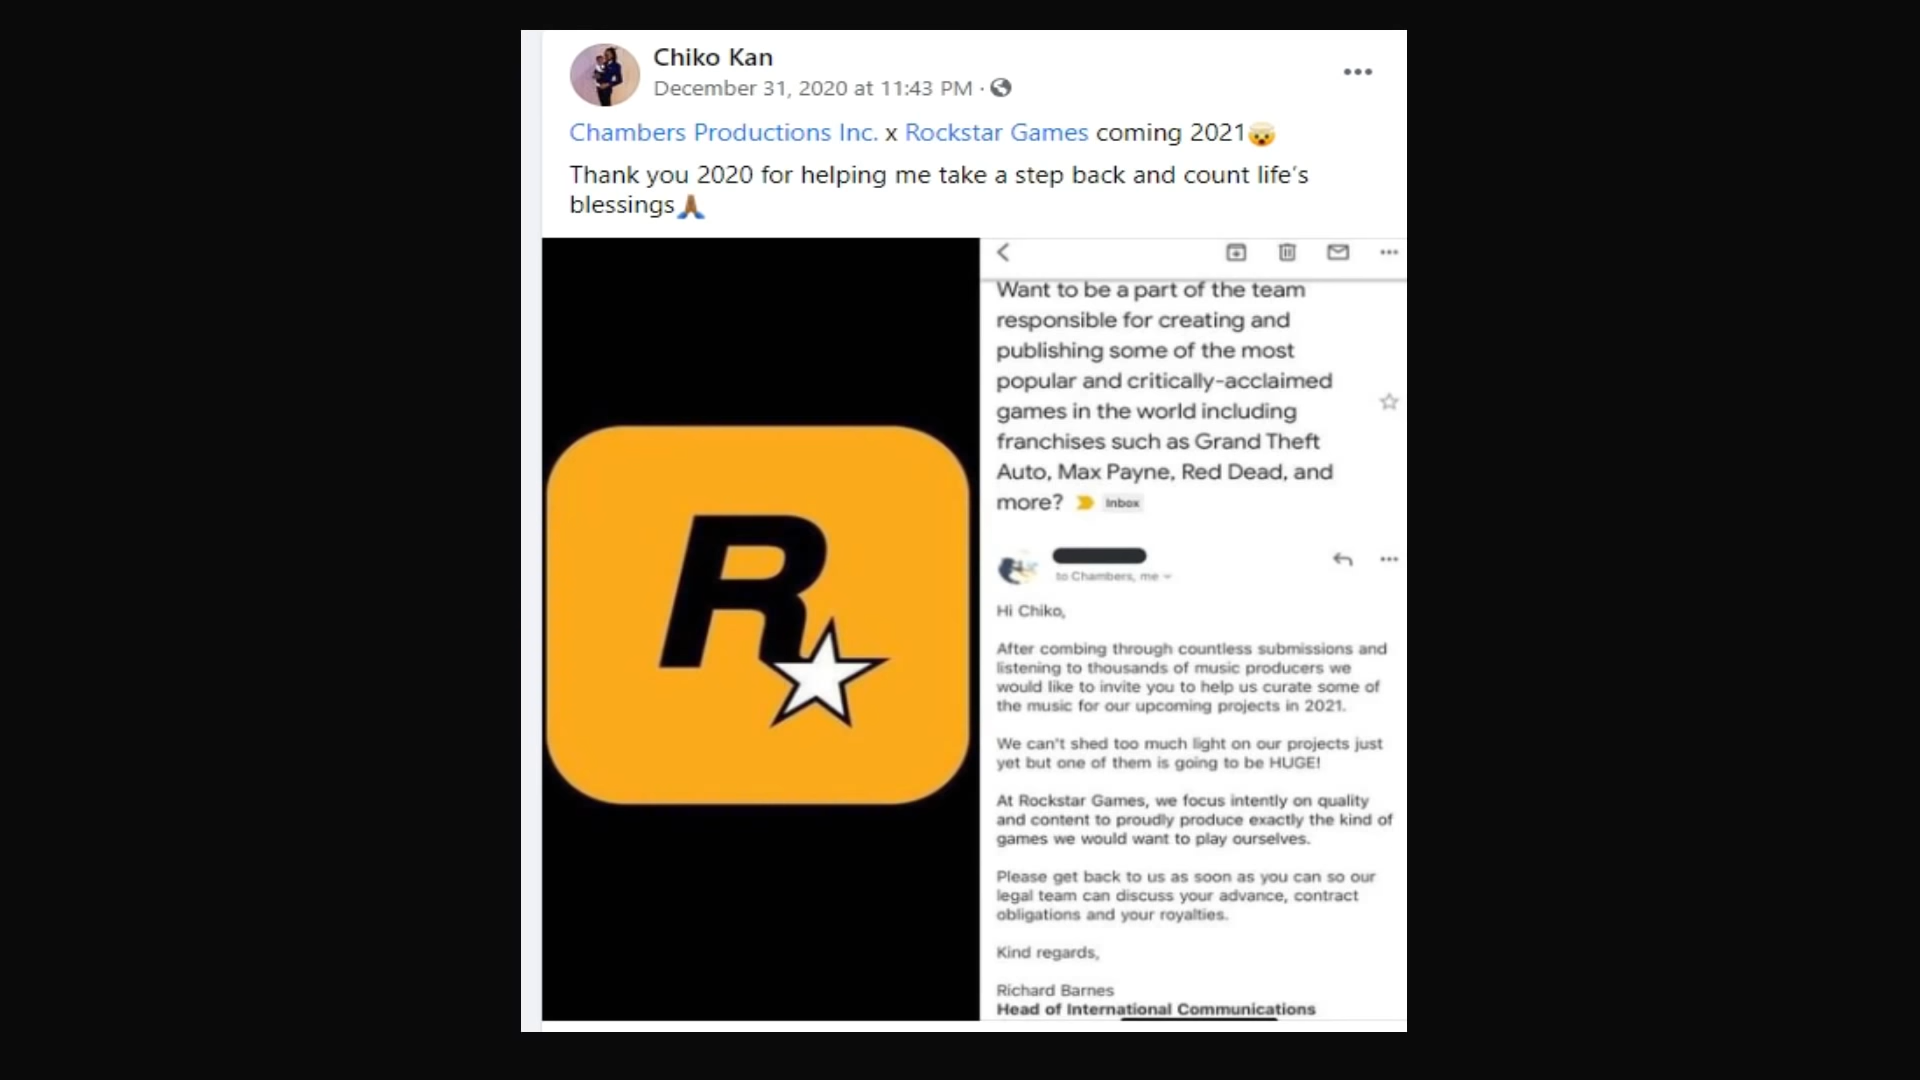 Chiko Kan
December 31, 2020 at 11:43 PM ·
Chambers Productions Inc. x Rockstar Games coming 2021🤯
Thank you 2020 for helping me take a step back and count life's
blessings🙏🏾
R
Want to be a part of the team
responsible for creating and
publishing some of the most
popular and critically-acclaimed
games in the world including
franchises such as Grand Theft
Auto, Max Payne, Red Dead, and
more? Inbox
to Chambers, me
Hi Chiko,
After combing through countless submissions and
listening to thousands of music producers we
would like to invite you to help us curate some of
the music for our upcoming projects in 2021.
We can't shed too much light on our projects just
yet but one of them is going to be HUGE!
At Rockstar Games, we focus intently on quality
and content to proudly produce exactly the kind of
games we would want to play ourselves.
Please get back to us as soon as you can so our
legal team can discuss your advance, contract
obligations and your royalties.
Kind regards,
Richard Barnes
Head of International Communications